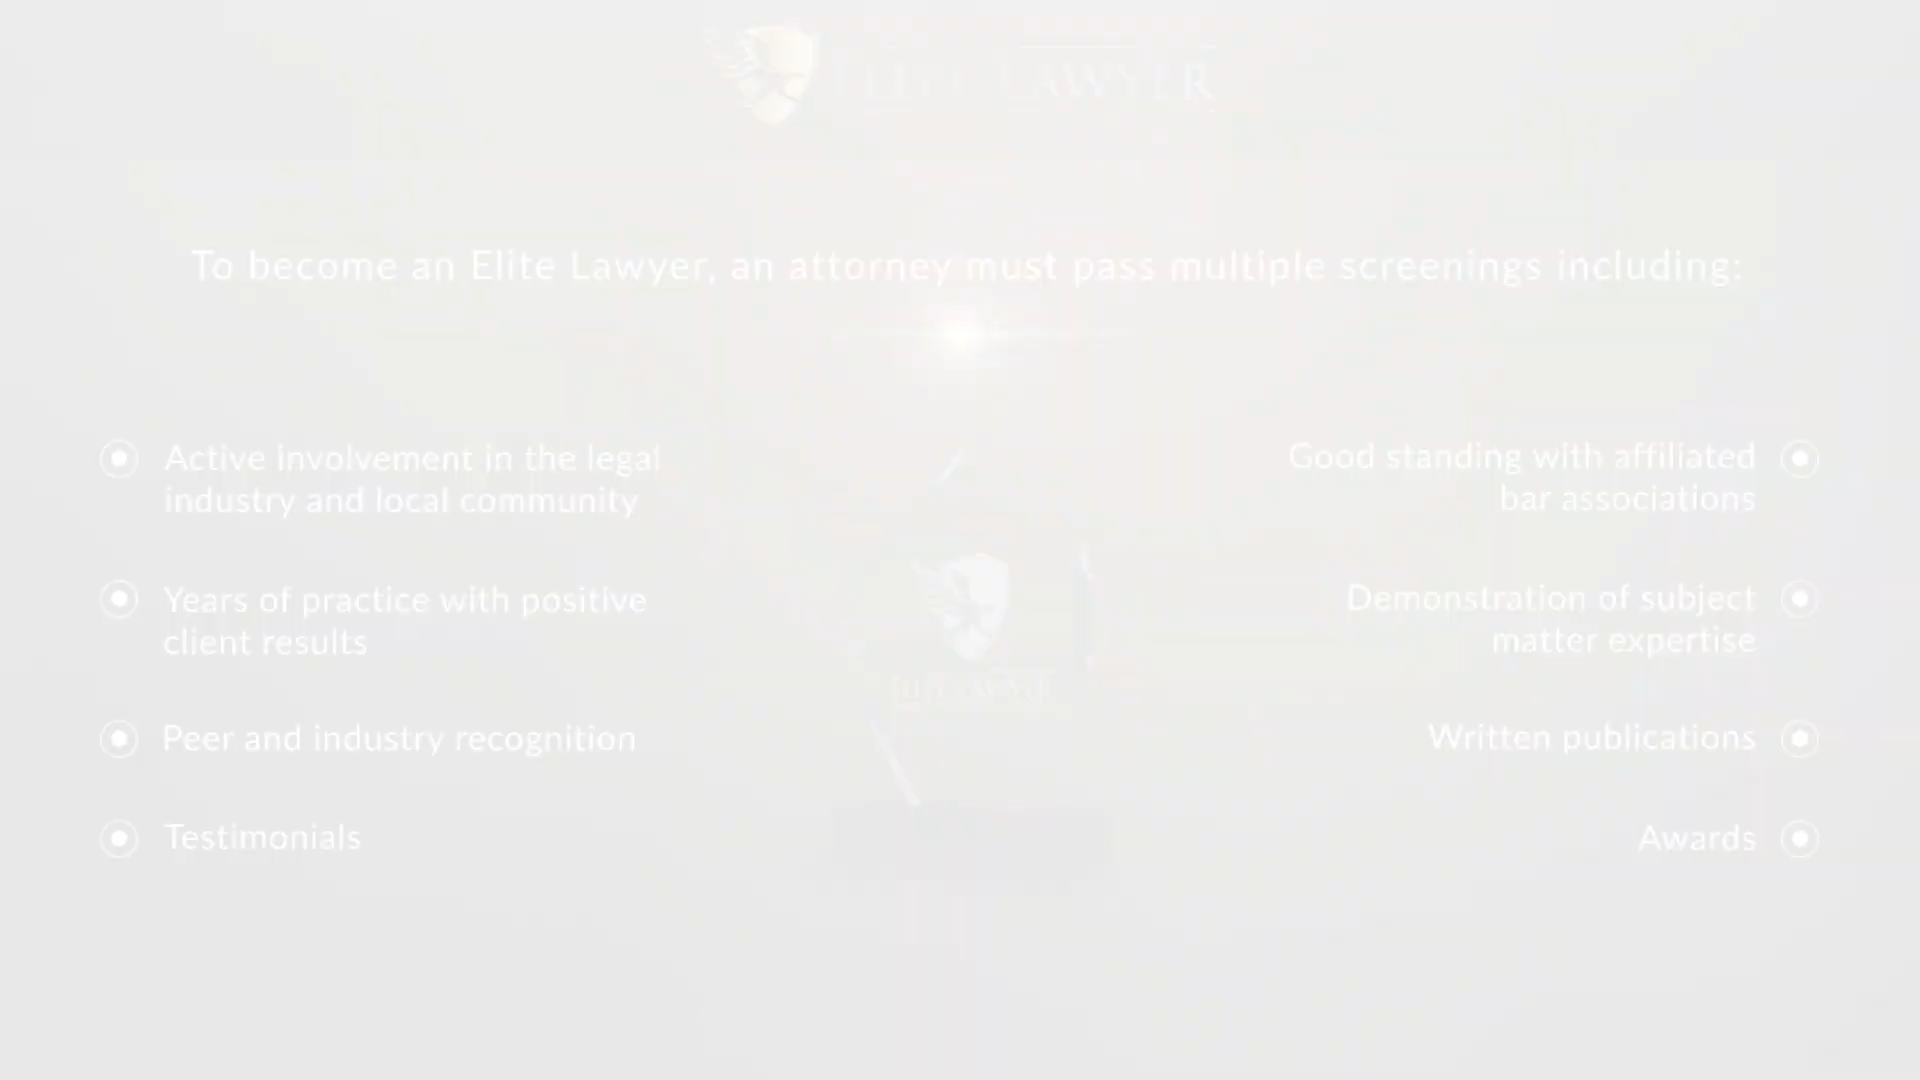 ELITE LAWYER
To become an Elite Lawyer, an attorney must pass multiple screenings including:
Active involvement in the legal
industry and local community
Years of practice with positive
client results
Peer and industry recognition
Testimonials
Good standing with affiliated
bar associations
Demonstration of subject
matter expertise
Written publications
Awards
ELITE LAWYER